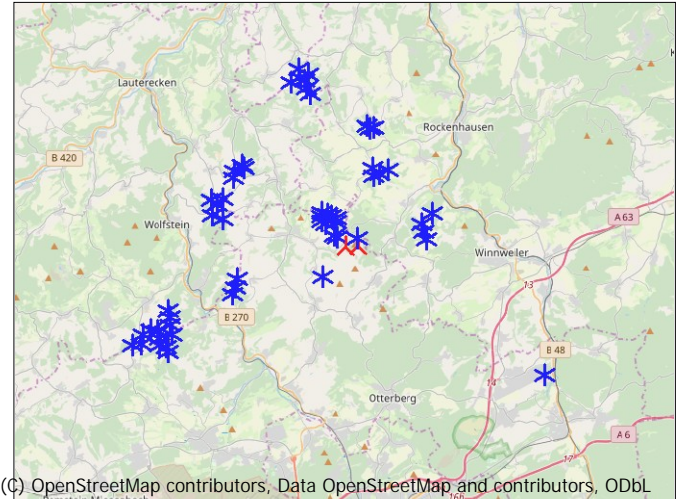 Lauterecken
K
Rockenhausen
B 420
A 63
Wolfstein
Winnweiler
13
B 270
B 48
14
Otterberg
A 6
17
(C) OpenStreetMap contributors, Data OpenStreetMap and contributors, ODbL
16b